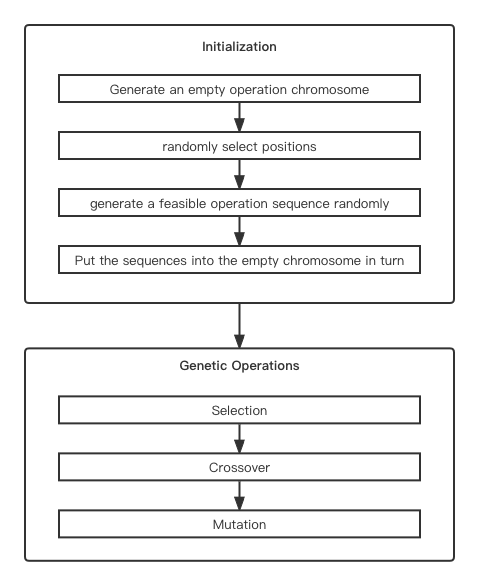 Initialization
Generate an empty operation chromosome
randomly select positions
generate a feasible operation sequence randomly
Put the sequences into the empty chromosome in turn
Genetic Operations
Selection
Crossover
Mutation